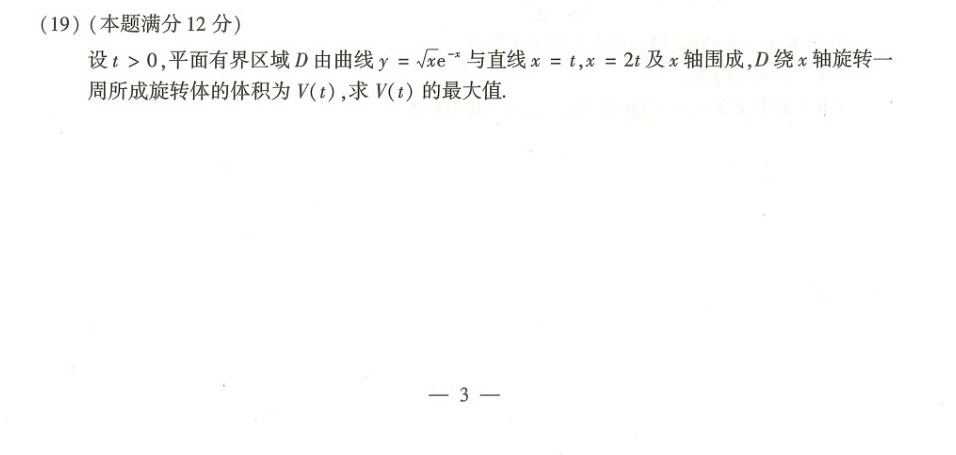 (19)(本题满分 12 分)
设 t > 0,平面有界区域 D 由曲线 y = √xe⁻ˣ 与直线 x = t,x = 2t 及 x 轴围成,D 绕 x 轴旋转一
周所成旋转体的体积为 V(t),求 V(t) 的最大值.
— 3 —